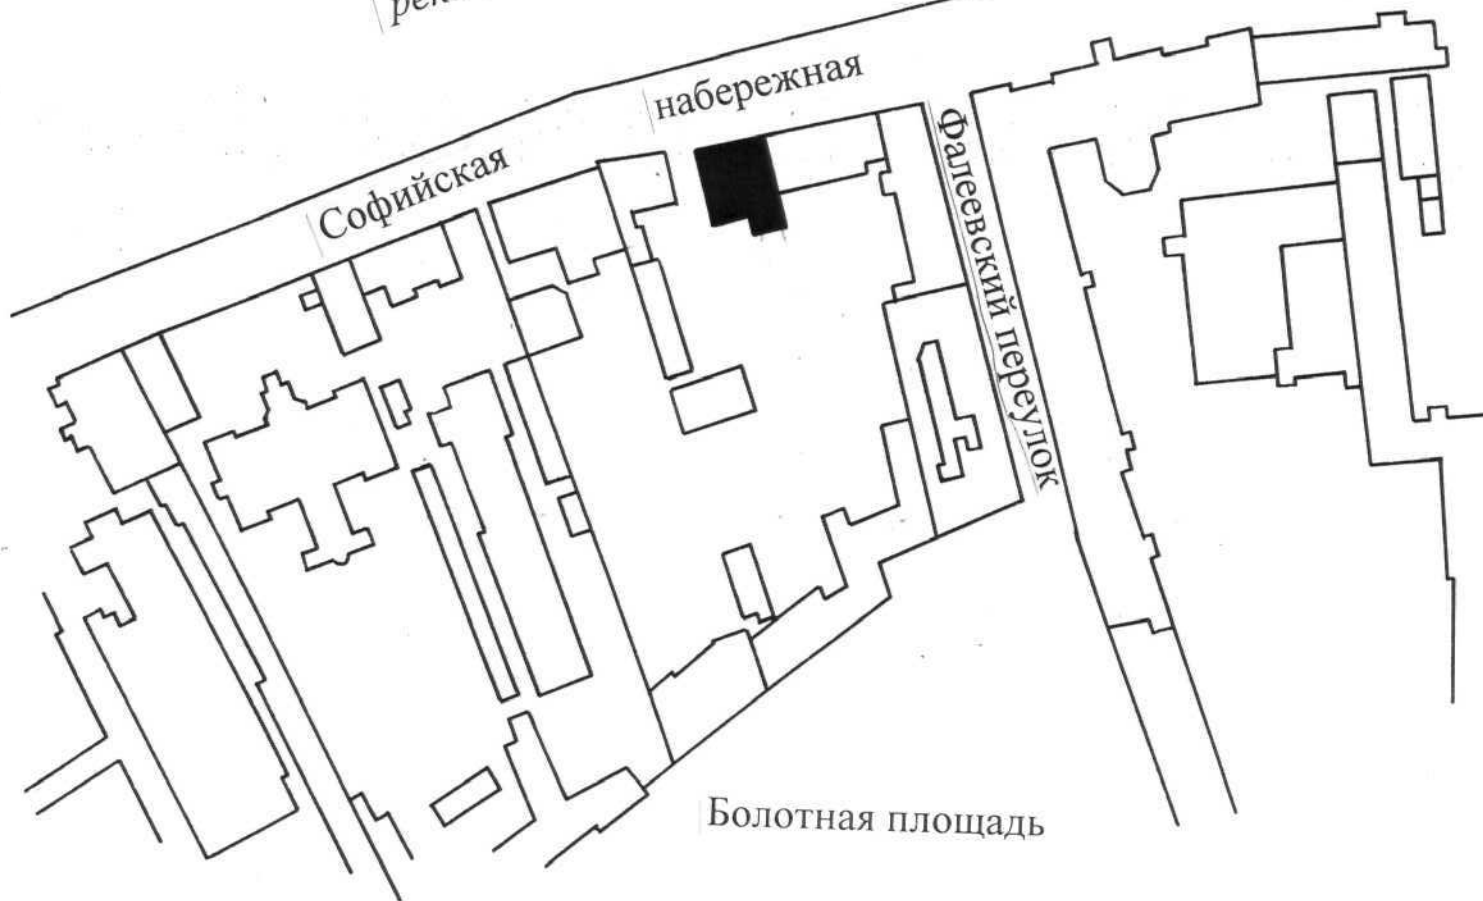 набережная
Софийская
Фалеевский переулок
Болотная площадь